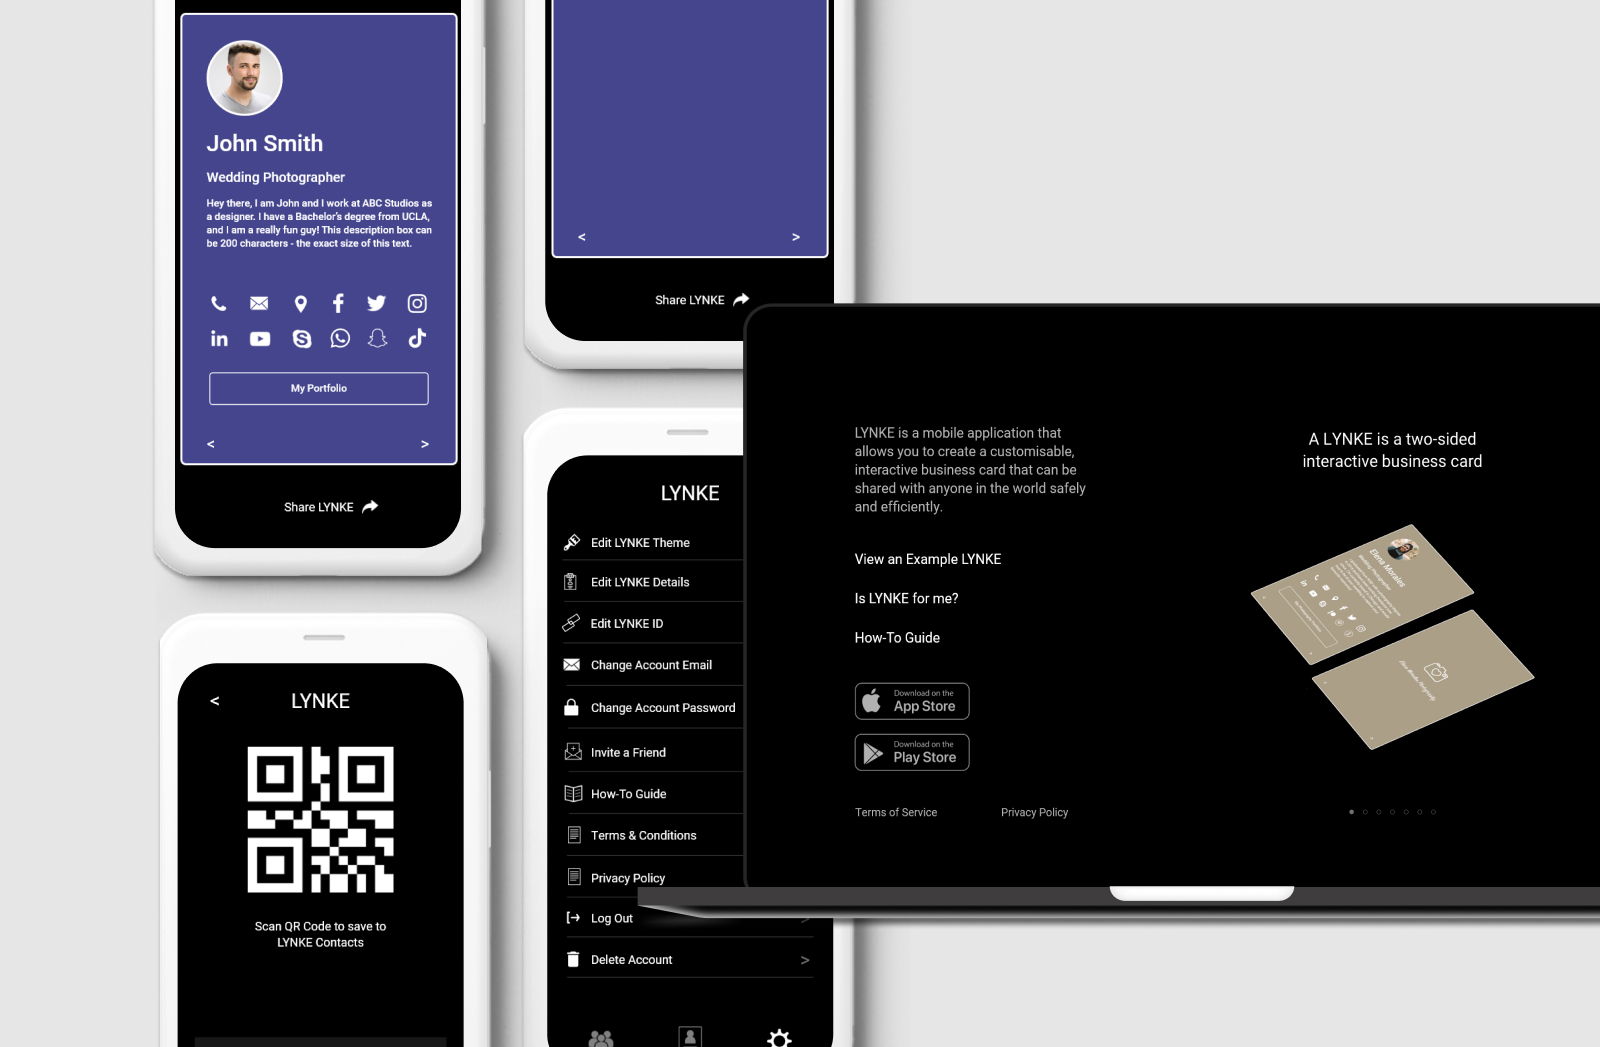 John Smith
Wedding Photographer
Hey there, I am John and I work at ABC Studios as
a designer. I have a Bachelor's degree from UCLA,
and I am a really fun guy! This description box can
be 200 characters - the exact size of this text.
My Portfolio
<
>
Share LYNKE
<
>
Share LYNKE
<
LYNKE
Scan QR Code to save to
LYNKE Contacts
LYNKE
Edit LYNKE Theme
Edit LYNKE Details
Edit LYNKE ID
Change Account Email
Change Account Password
Invite a Friend
How-To Guide
Terms & Conditions
Privacy Policy
Log Out
>
Delete Account
>
LYNKE is a mobile application that
allows you to create a customisable,
interactive business card that can be
shared with anyone in the world safely
and efficiently.
View an Example LYNKE
Is LYNKE for me?
How-To Guide
Download on the
App Store
Download on the
Play Store
Terms of Service
Privacy Policy
A LYNKE is a two-sided
interactive business card
Elena Morales
Wedding Photographer